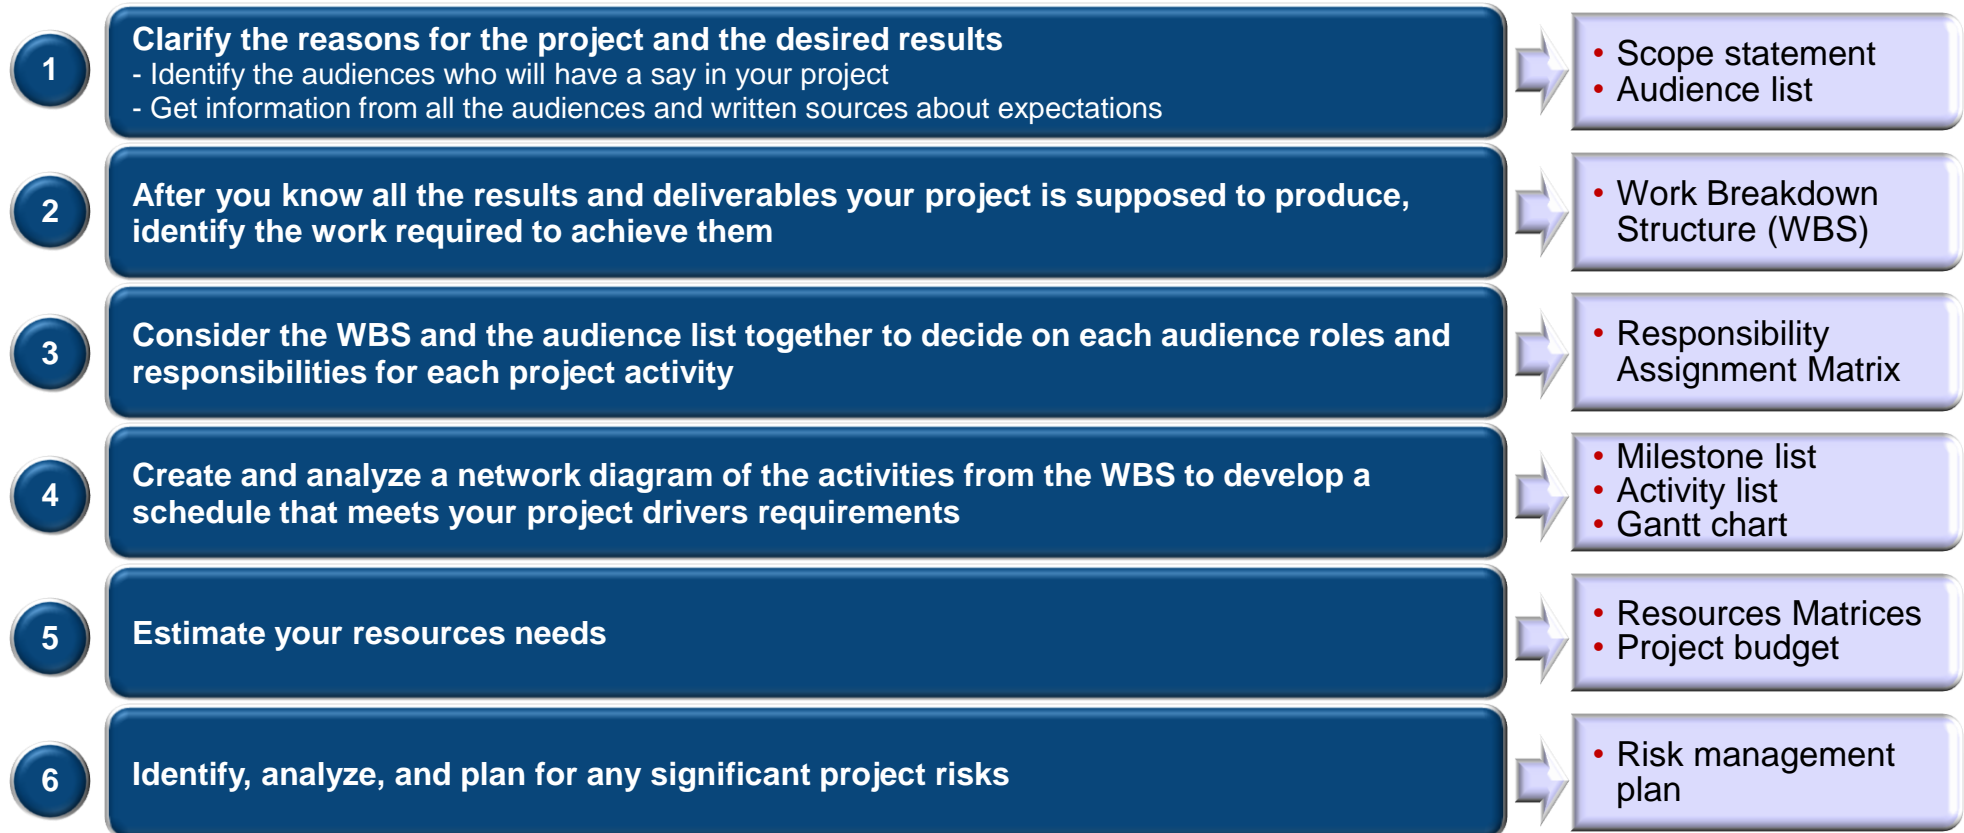 1
Clarify the reasons for the project and the desired results
- Identify the audiences who will have a say in your project
- Get information from all the audiences and written sources about expectations
• Scope statement
• Audience list
2
After you know all the results and deliverables your project is supposed to produce,
identify the work required to achieve them
• Work Breakdown
Structure (WBS)
3
Consider the WBS and the audience list together to decide on each audience roles and
responsibilities for each project activity
• Responsibility
Assignment Matrix
4
Create and analyze a network diagram of the activities from the WBS to develop a
schedule that meets your project drivers requirements
• Milestone list
• Activity list
• Gantt chart
5
Estimate your resources needs
• Resources Matrices
• Project budget
6
Identify, analyze, and plan for any significant project risks
• Risk management
plan